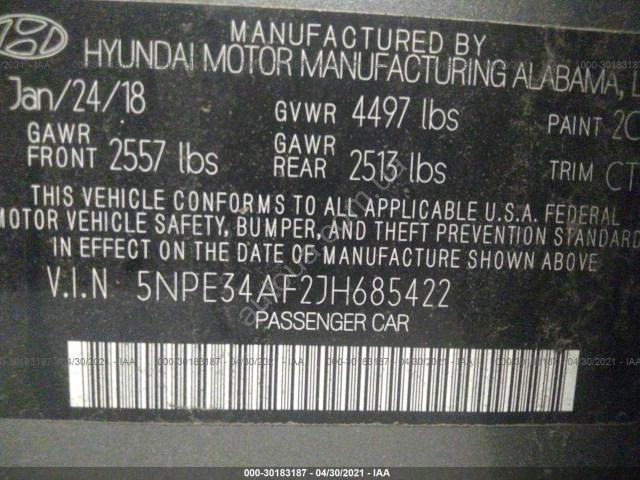 MANUFACTURED BY
HYUNDAI MOTOR MANUFACTURING ALABAMA, L
Jan/24/18 GVWR 4497 lbs PAINT 2C
GAWR FRONT 2557 lbs GAWR REAR 2513 lbs TRIM CT
THIS VEHICLE CONFORMS TO ALL APPLICABLE U.S.A. FEDERAL
MOTOR VEHICLE SAFETY, BUMPER, AND THEFT PREVENTION STANDARD
IN EFFECT ON THE DATE OF MANUFACTURE SHOWN ABOVE
V.I.N 5NPE34AF2JH685422
PASSENGER CAR
000-30183187 - 04/30/2021 - IAA